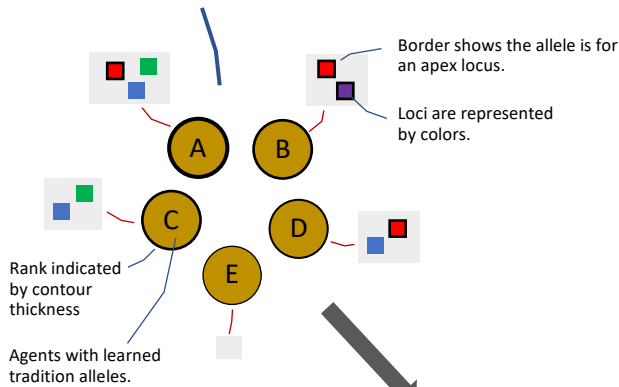 Border shows the allele is for
an apex locus.
Loci are represented
by colors.
A
B
C
D
E
Rank indicated
by contour
thickness
Agents with learned
tradition alleles.